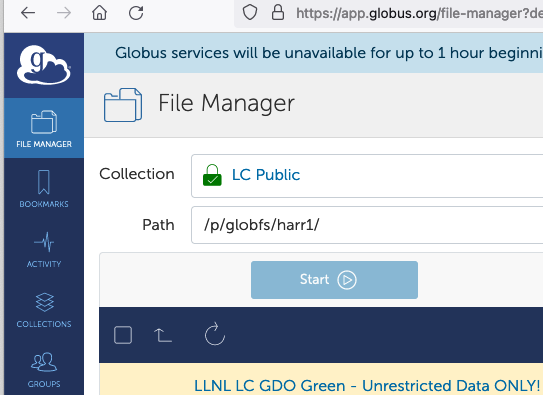 https://app.globus.org/file-manager?de
Globus services will be unavailable for up to 1 hour beginni
g
File Manager
FILE MANAGER
Collection
LC Public
BOOKMARKS
Path
/p/globfs/harr1/
ACTIVITY
Start
COLLECTIONS
GROUPS
LLNL LC GDO Green - Unrestricted Data ONLY!